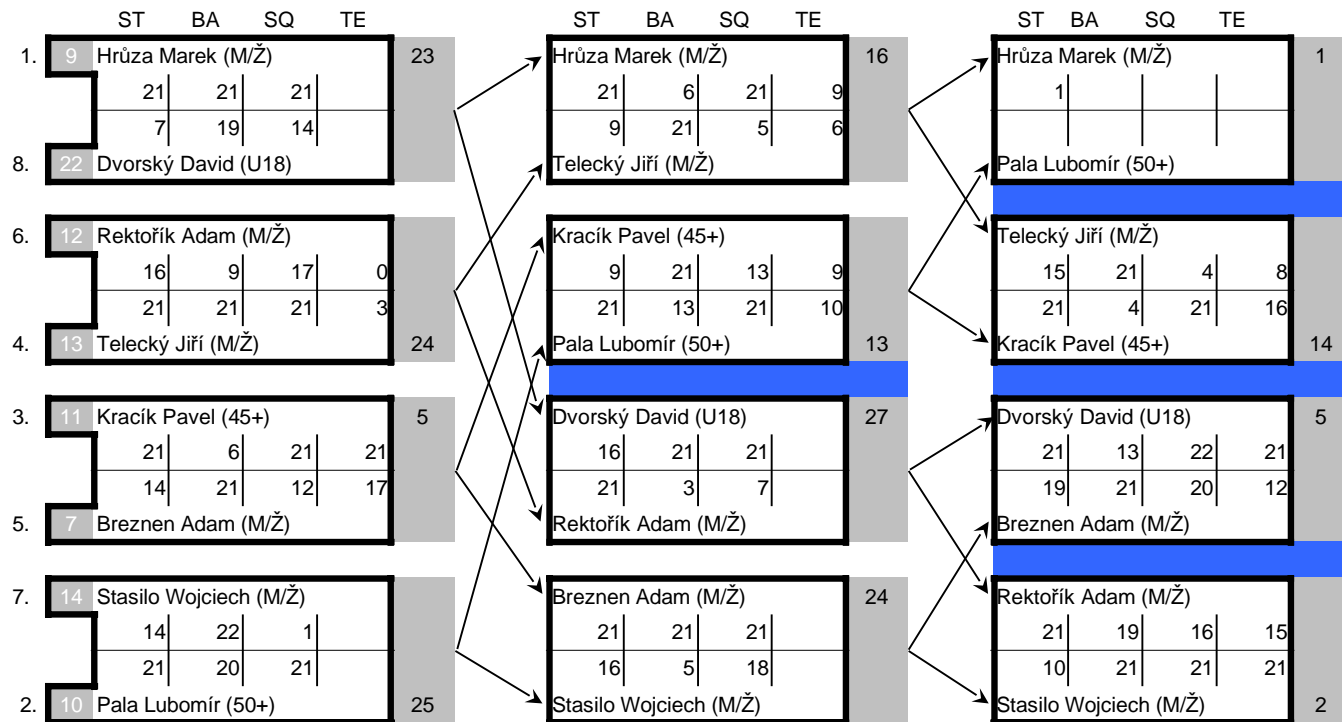 ST BA SQ TE ST BA SQ TE ST BA SQ TE
1. 9 Hrůza Marek (M/Ž) 23 Hrůza Marek (M/Ž) 16 Hrůza Marek (M/Ž) 1
21 21 21 21 6 21 9 1
7 19 14 9 21 5 6
8. 22 Dvorský David (U18) Telecký Jiří (M/Ž) Pala Lubomír (50+)
6. 12 Rektořík Adam (M/Ž) Kracík Pavel (45+) Telecký Jiří (M/Ž)
16 9 17 0 9 21 13 9 15 21 4 8
21 21 21 3 21 13 21 10 21 4 21 16
4. 13 Telecký Jiří (M/Ž) 24 Pala Lubomír (50+) 13 Kracík Pavel (45+) 14
3. 11 Kracík Pavel (45+) 5 Dvorský David (U18) 27 Dvorský David (U18) 5
21 6 21 21 16 21 21 21 13 22 21
14 21 12 17 21 3 7 19 21 20 12
5. 7 Breznen Adam (M/Ž) Rektořík Adam (M/Ž) Breznen Adam (M/Ž)
7. 14 Stasilo Wojciech (M/Ž) Breznen Adam (M/Ž) 24 Rektořík Adam (M/Ž)
14 22 1 21 21 21 21 19 16 15
21 20 21 16 5 18 10 21 21 21
2. 10 Pala Lubomír (50+) 25 Stasilo Wojciech (M/Ž) Stasilo Wojciech (M/Ž) 2